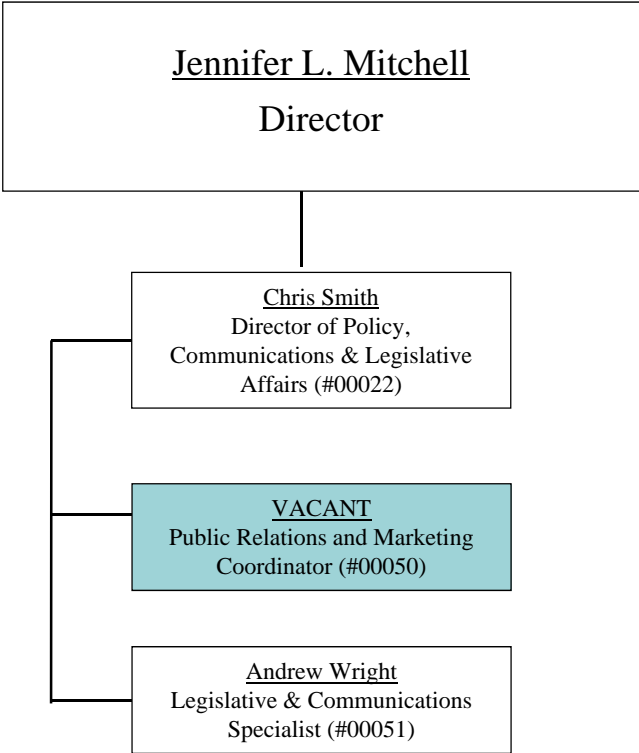 Jennifer L. Mitchell
Director
Chris Smith
Director of Policy,
Communications & Legislative
Affairs (#00022)
VACANT
Public Relations and Marketing
Coordinator (#00050)
Andrew Wright
Legislative & Communications
Specialist (#00051)